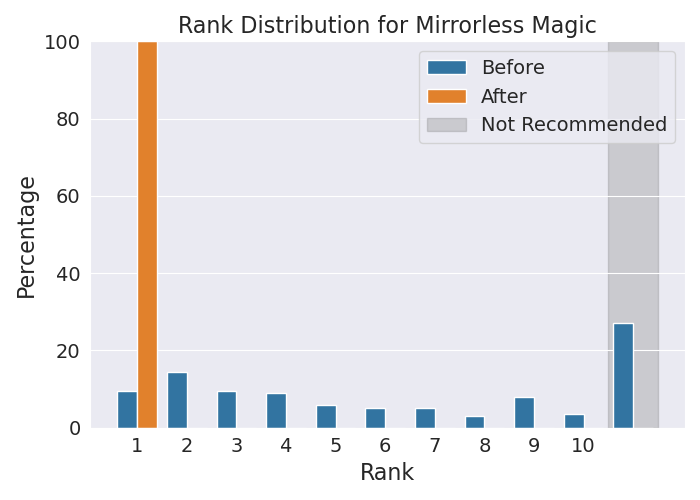 Rank Distribution for Mirrorless Magic
100
80
60
40
20
0
Percentage
Before
After
Not Recommended
1 2 3 4 5 6 7 8 9 10
Rank